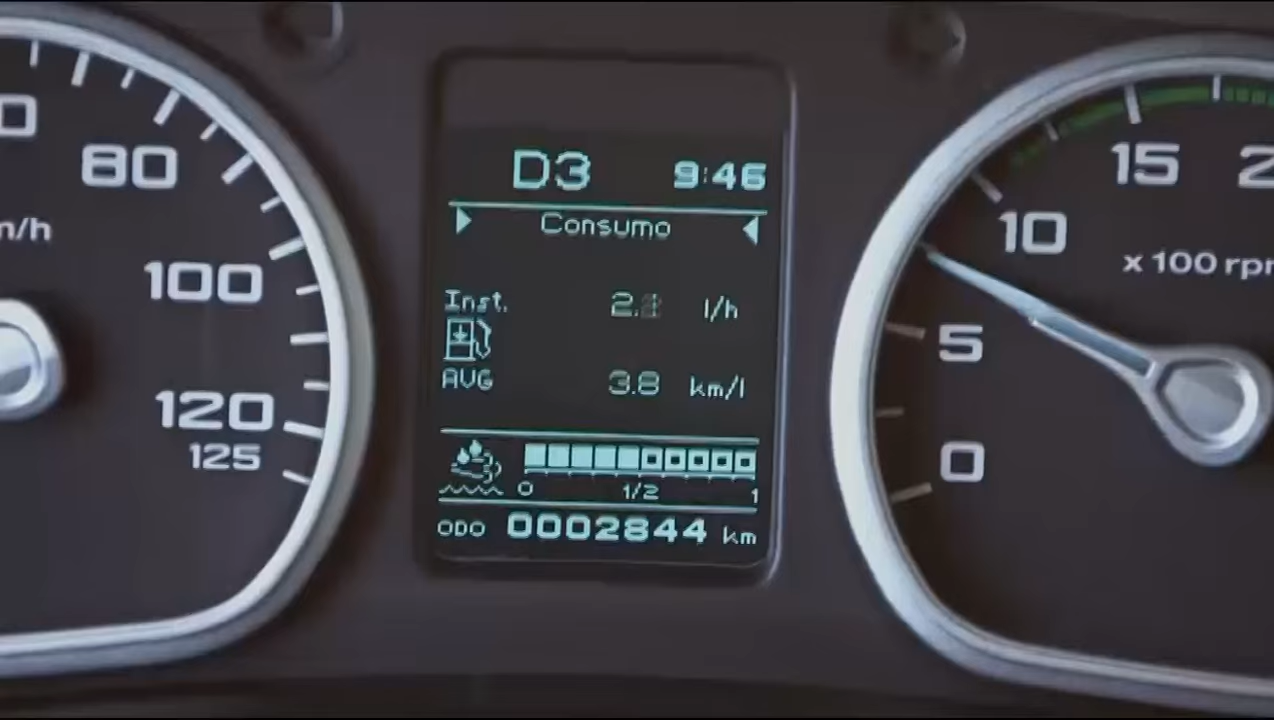 80
m/h
100
120
125
D3 9:46
Consumo
Inst. l/h
AVG 3.8 km/l
0 1/2 1
ODO 0002844 km
15
10
x 100 rpm
5
0